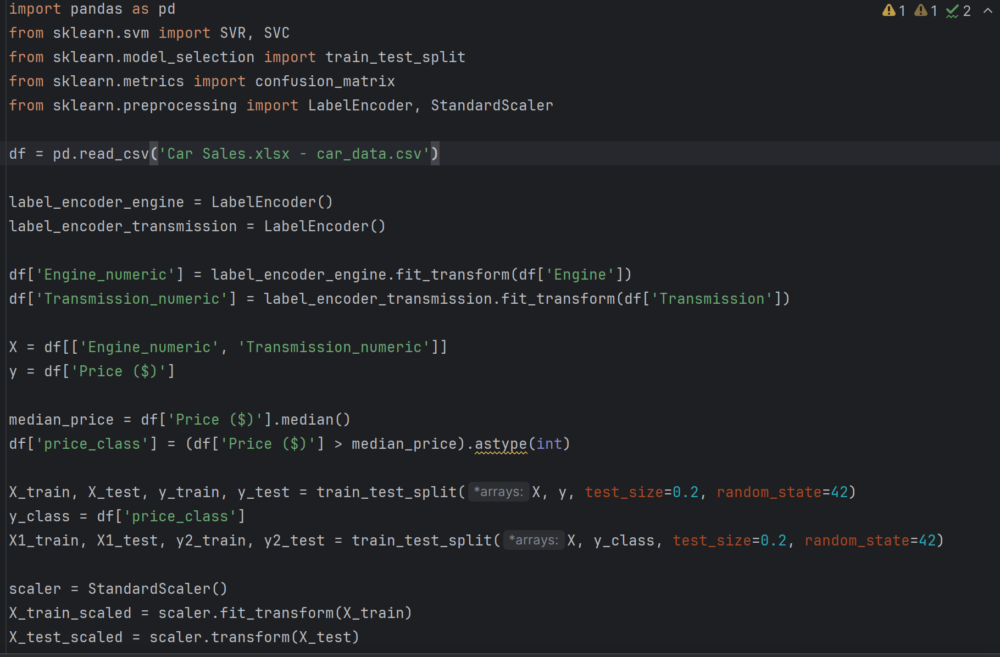 import pandas as pd
⚠ 1 ⚠ 1 ✓ 2 ^
from sklearn.svm import SVR, SVC
from sklearn.model_selection import train_test_split
from sklearn.metrics import confusion_matrix
from sklearn.preprocessing import LabelEncoder, StandardScaler
df = pd.read_csv('Car Sales.xlsx - car_data.csv')
label_encoder_engine = LabelEncoder()
label_encoder_transmission = LabelEncoder()
df['Engine_numeric'] = label_encoder_engine.fit_transform(df['Engine'])
df['Transmission_numeric'] = label_encoder_transmission.fit_transform(df['Transmission'])
X = df[['Engine_numeric', 'Transmission_numeric']]
y = df['Price ($)']
median_price = df['Price ($)'].median()
df['price_class'] = (df['Price ($)'] > median_price).astype(int)
X_train, X_test, y_train, y_test = train_test_split( *arrays: X, y, test_size=0.2, random_state=42)
y_class = df['price_class']
X1_train, X1_test, y2_train, y2_test = train_test_split( *arrays: X, y_class, test_size=0.2, random_state=42)
scaler = StandardScaler()
X_train_scaled = scaler.fit_transform(X_train)
X_test_scaled = scaler.transform(X_test)